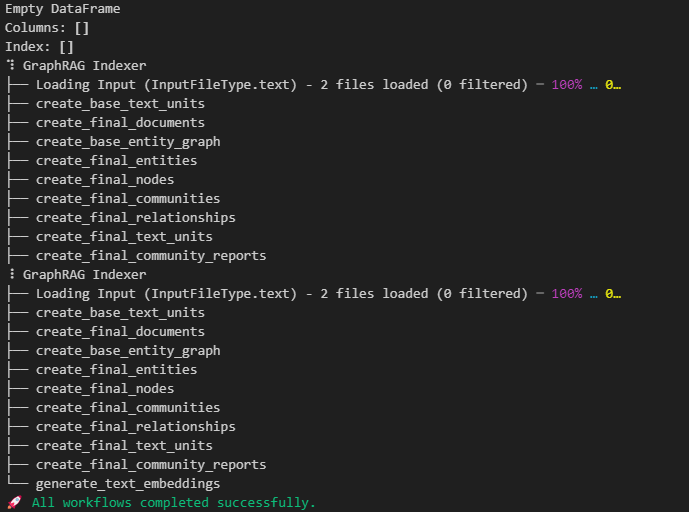 Empty DataFrame
Columns: []
Index: []
⠹ GraphRAG Indexer
├── Loading Input (InputFileType.text) - 2 files loaded (0 filtered) ─ 100% … 0…
├── create_base_text_units
├── create_final_documents
├── create_base_entity_graph
├── create_final_entities
├── create_final_nodes
├── create_final_communities
├── create_final_relationships
├── create_final_text_units
├── create_final_community_reports
⠇ GraphRAG Indexer
├── Loading Input (InputFileType.text) - 2 files loaded (0 filtered) ─ 100% … 0…
├── create_base_text_units
├── create_final_documents
├── create_base_entity_graph
├── create_final_entities
├── create_final_nodes
├── create_final_communities
├── create_final_relationships
├── create_final_text_units
├── create_final_community_reports
└── generate_text_embeddings
🚀 All workflows completed successfully.